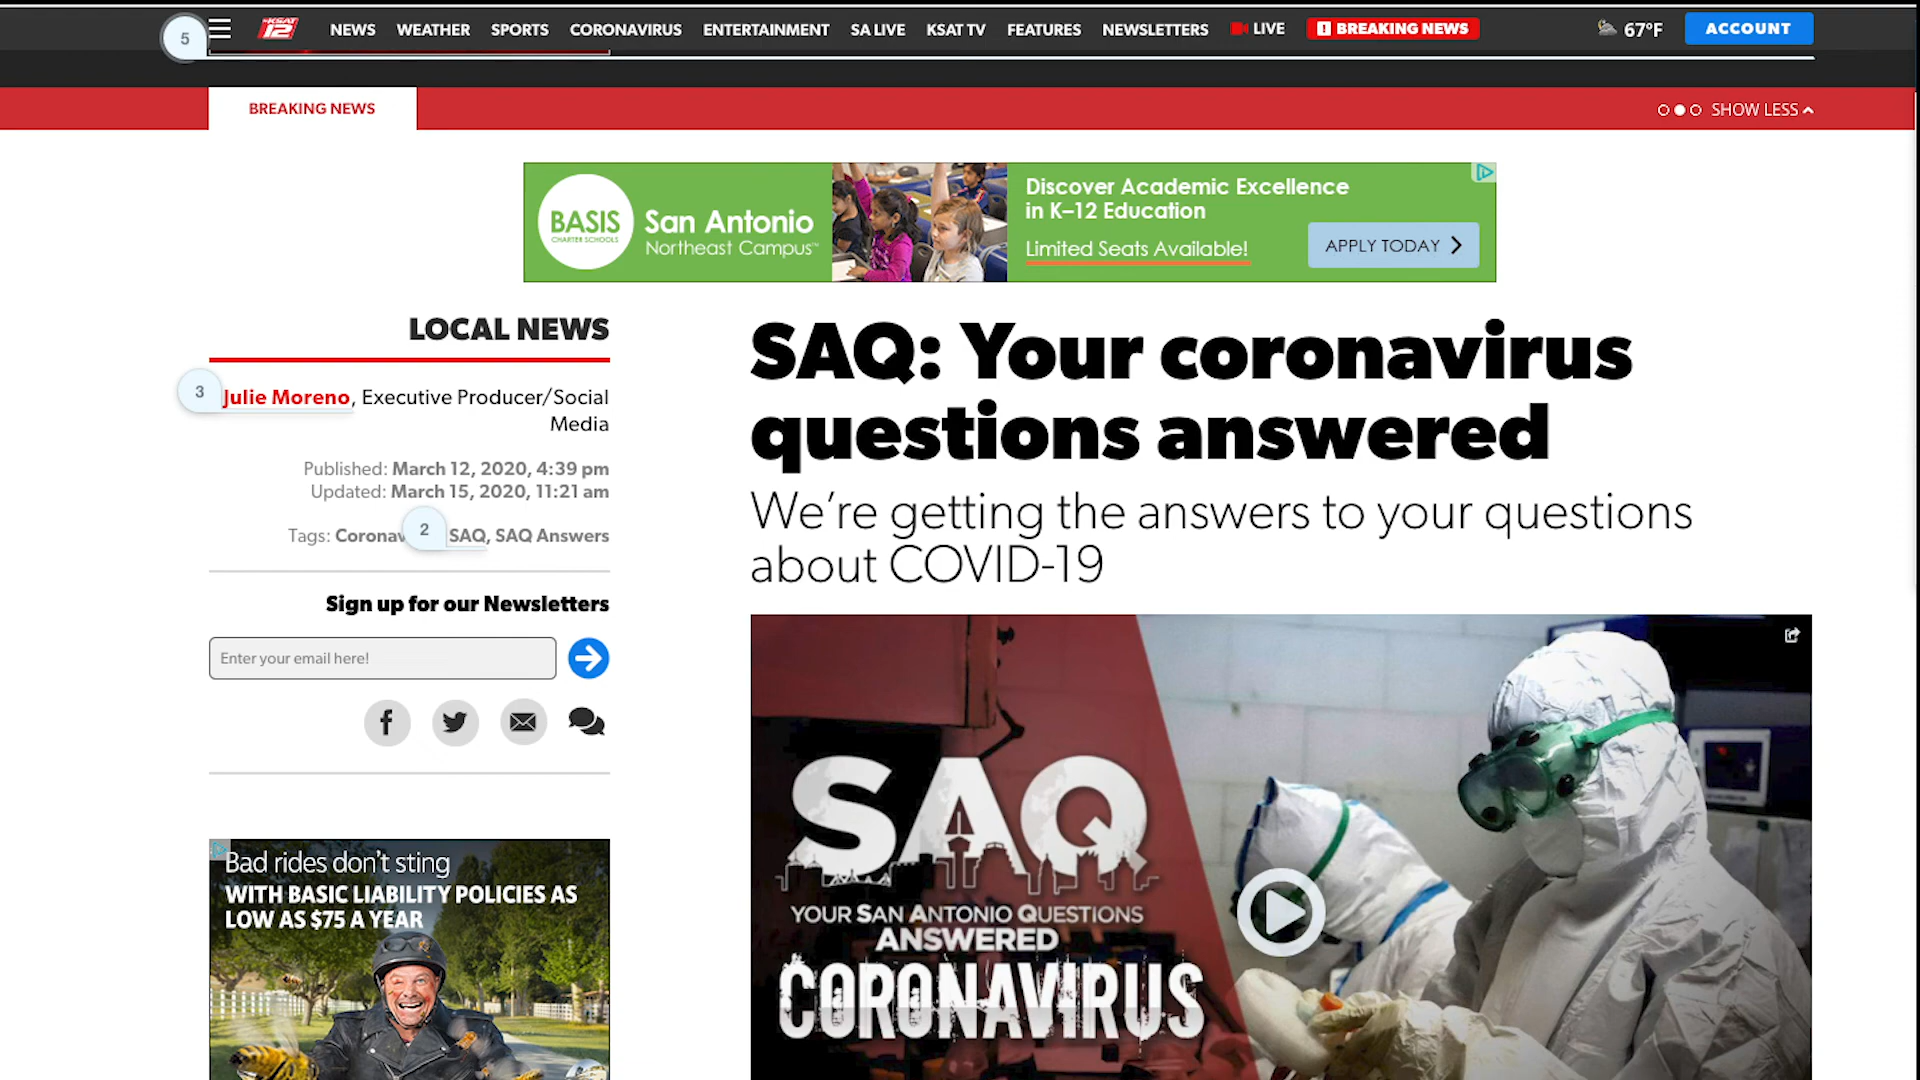 5
KSAT 12 NEWS WEATHER SPORTS CORONAVIRUS ENTERTAINMENT SA LIVE KSAT TV FEATURES NEWSLETTERS LIVE BREAKING NEWS 67°F ACCOUNT
BREAKING NEWS
SHOW LESS
BASIS
CHARTER SCHOOLS
San Antonio
Northeast Campus™
Discover Academic Excellence
in K–12 Education
Limited Seats Available!
APPLY TODAY
LOCAL NEWS
3
Julie Moreno, Executive Producer/Social
Media
Published: March 12, 2020, 4:39 pm
Updated: March 15, 2020, 11:21 am
Tags: Coronav 2 SAQ, SAQ Answers
Sign up for our Newsletters
Enter your email here!
Bad rides don't sting
WITH BASIC LIABILITY POLICIES AS
LOW AS $75 A YEAR
SAQ: Your coronavirus
questions answered
We're getting the answers to your questions
about COVID-19
SAQ
YOUR SAN ANTONIO QUESTIONS
ANSWERED
CORONAVIRUS